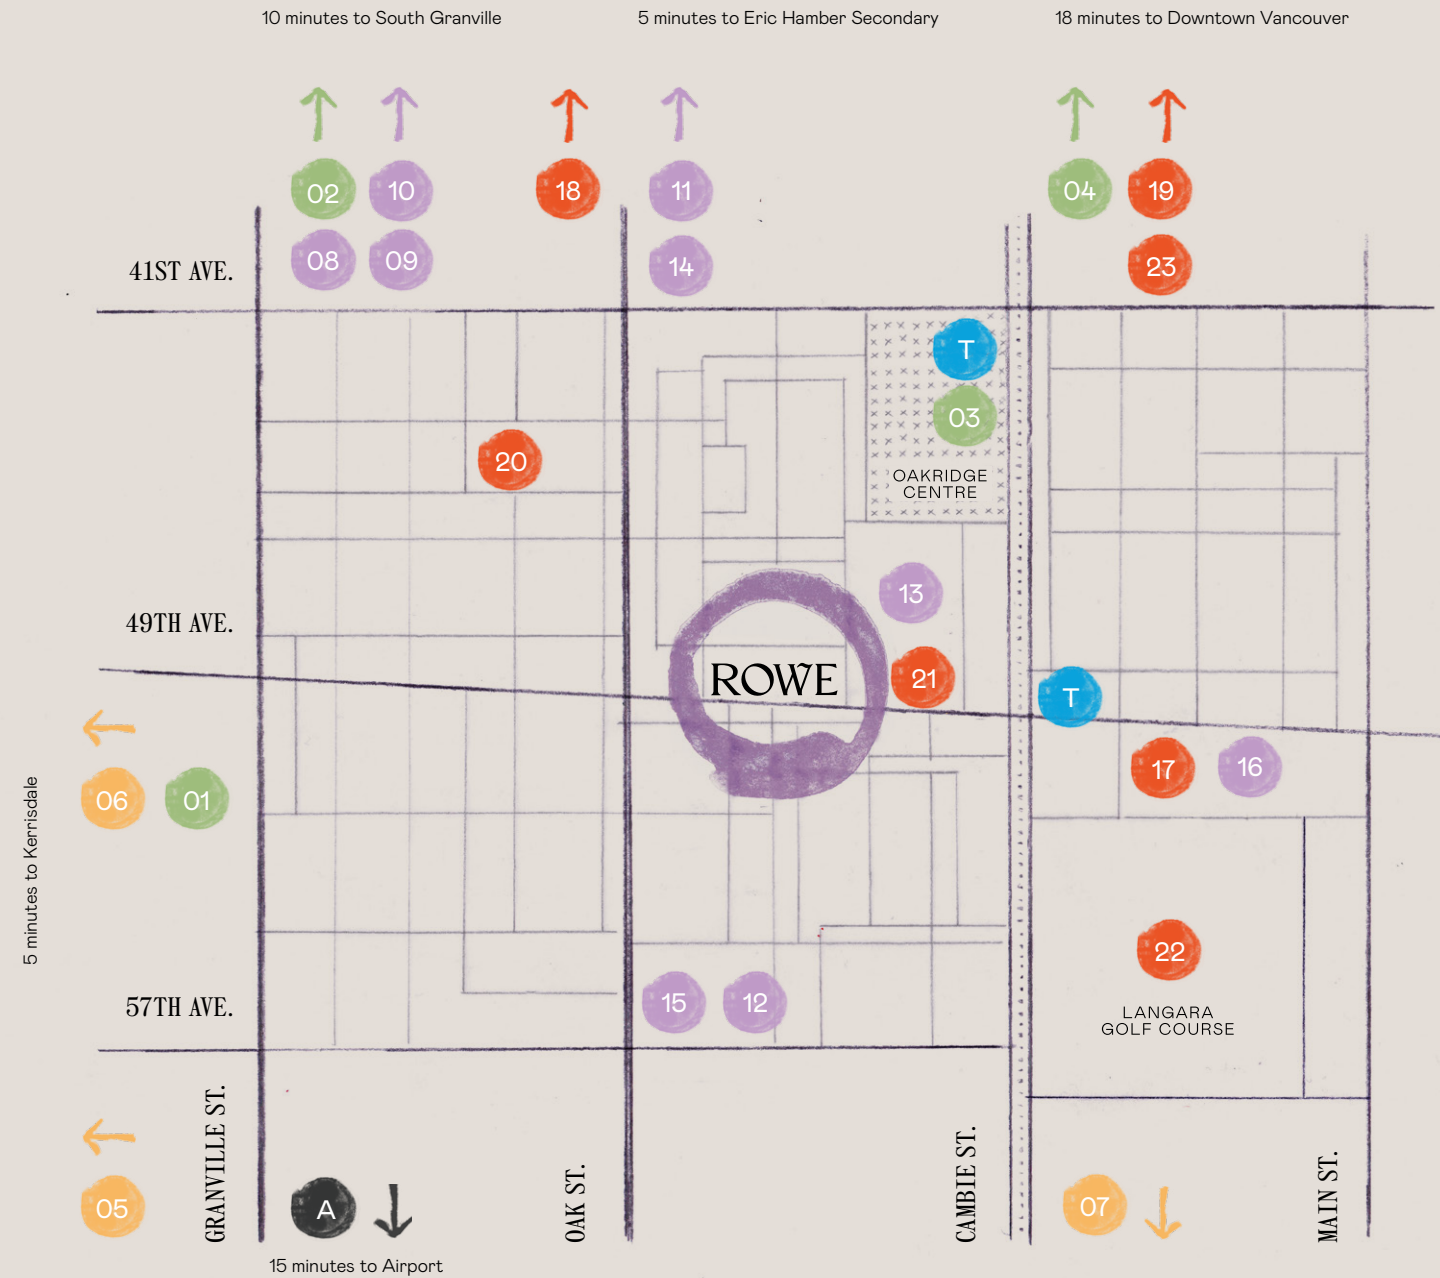 10 minutes to South Granville
5 minutes to Eric Hamber Secondary
18 minutes to Downtown Vancouver
02
10
18
11
04
19
08
09
14
23
41ST AVE.
T
03
20
OAKRIDGE
CENTRE
13
49TH AVE.
ROWE
21
T
17
16
06
01
5 minutes to Kerrisdale
22
LANGARA
GOLF COURSE
15
12
57TH AVE.
05
GRANVILLE ST.
A
OAK ST.
CAMBIE ST.
07
MAIN ST.
15 minutes to Airport